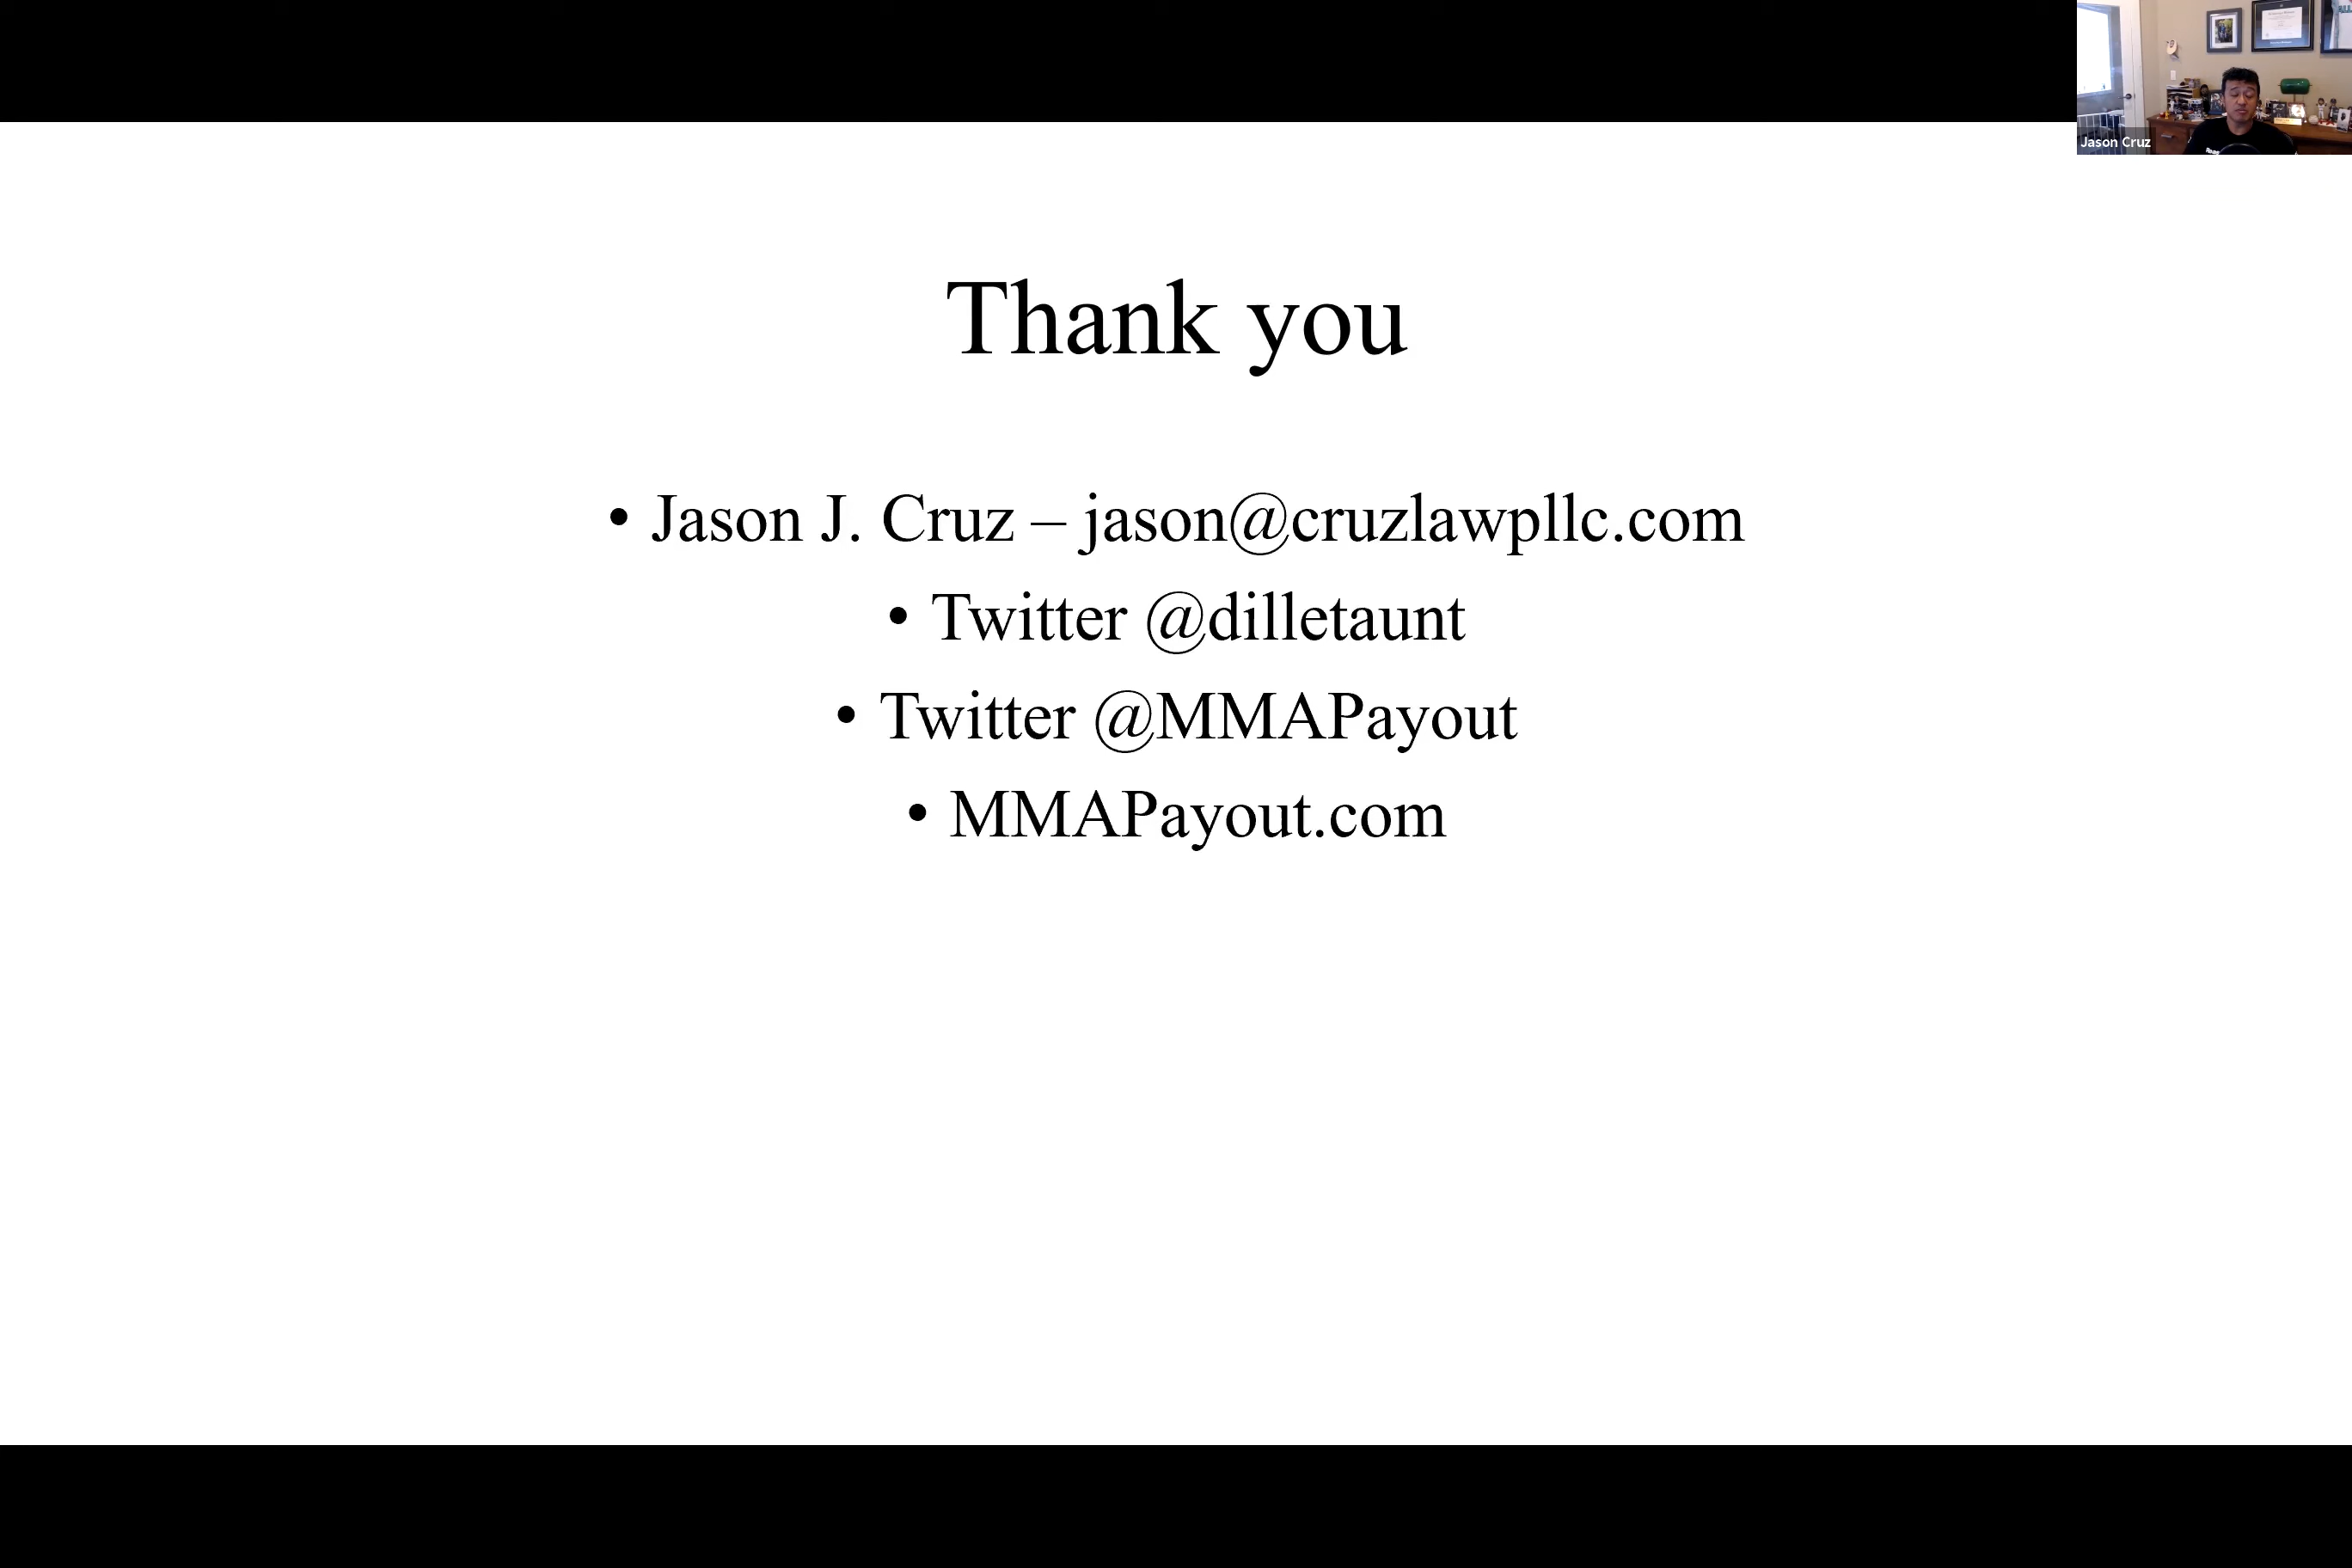 Jason Cruz
Thank you
• Jason J. Cruz – jason@cruzlawpllc.com
• Twitter @dilletaunt
• Twitter @MMAPayout
• MMAPayout.com